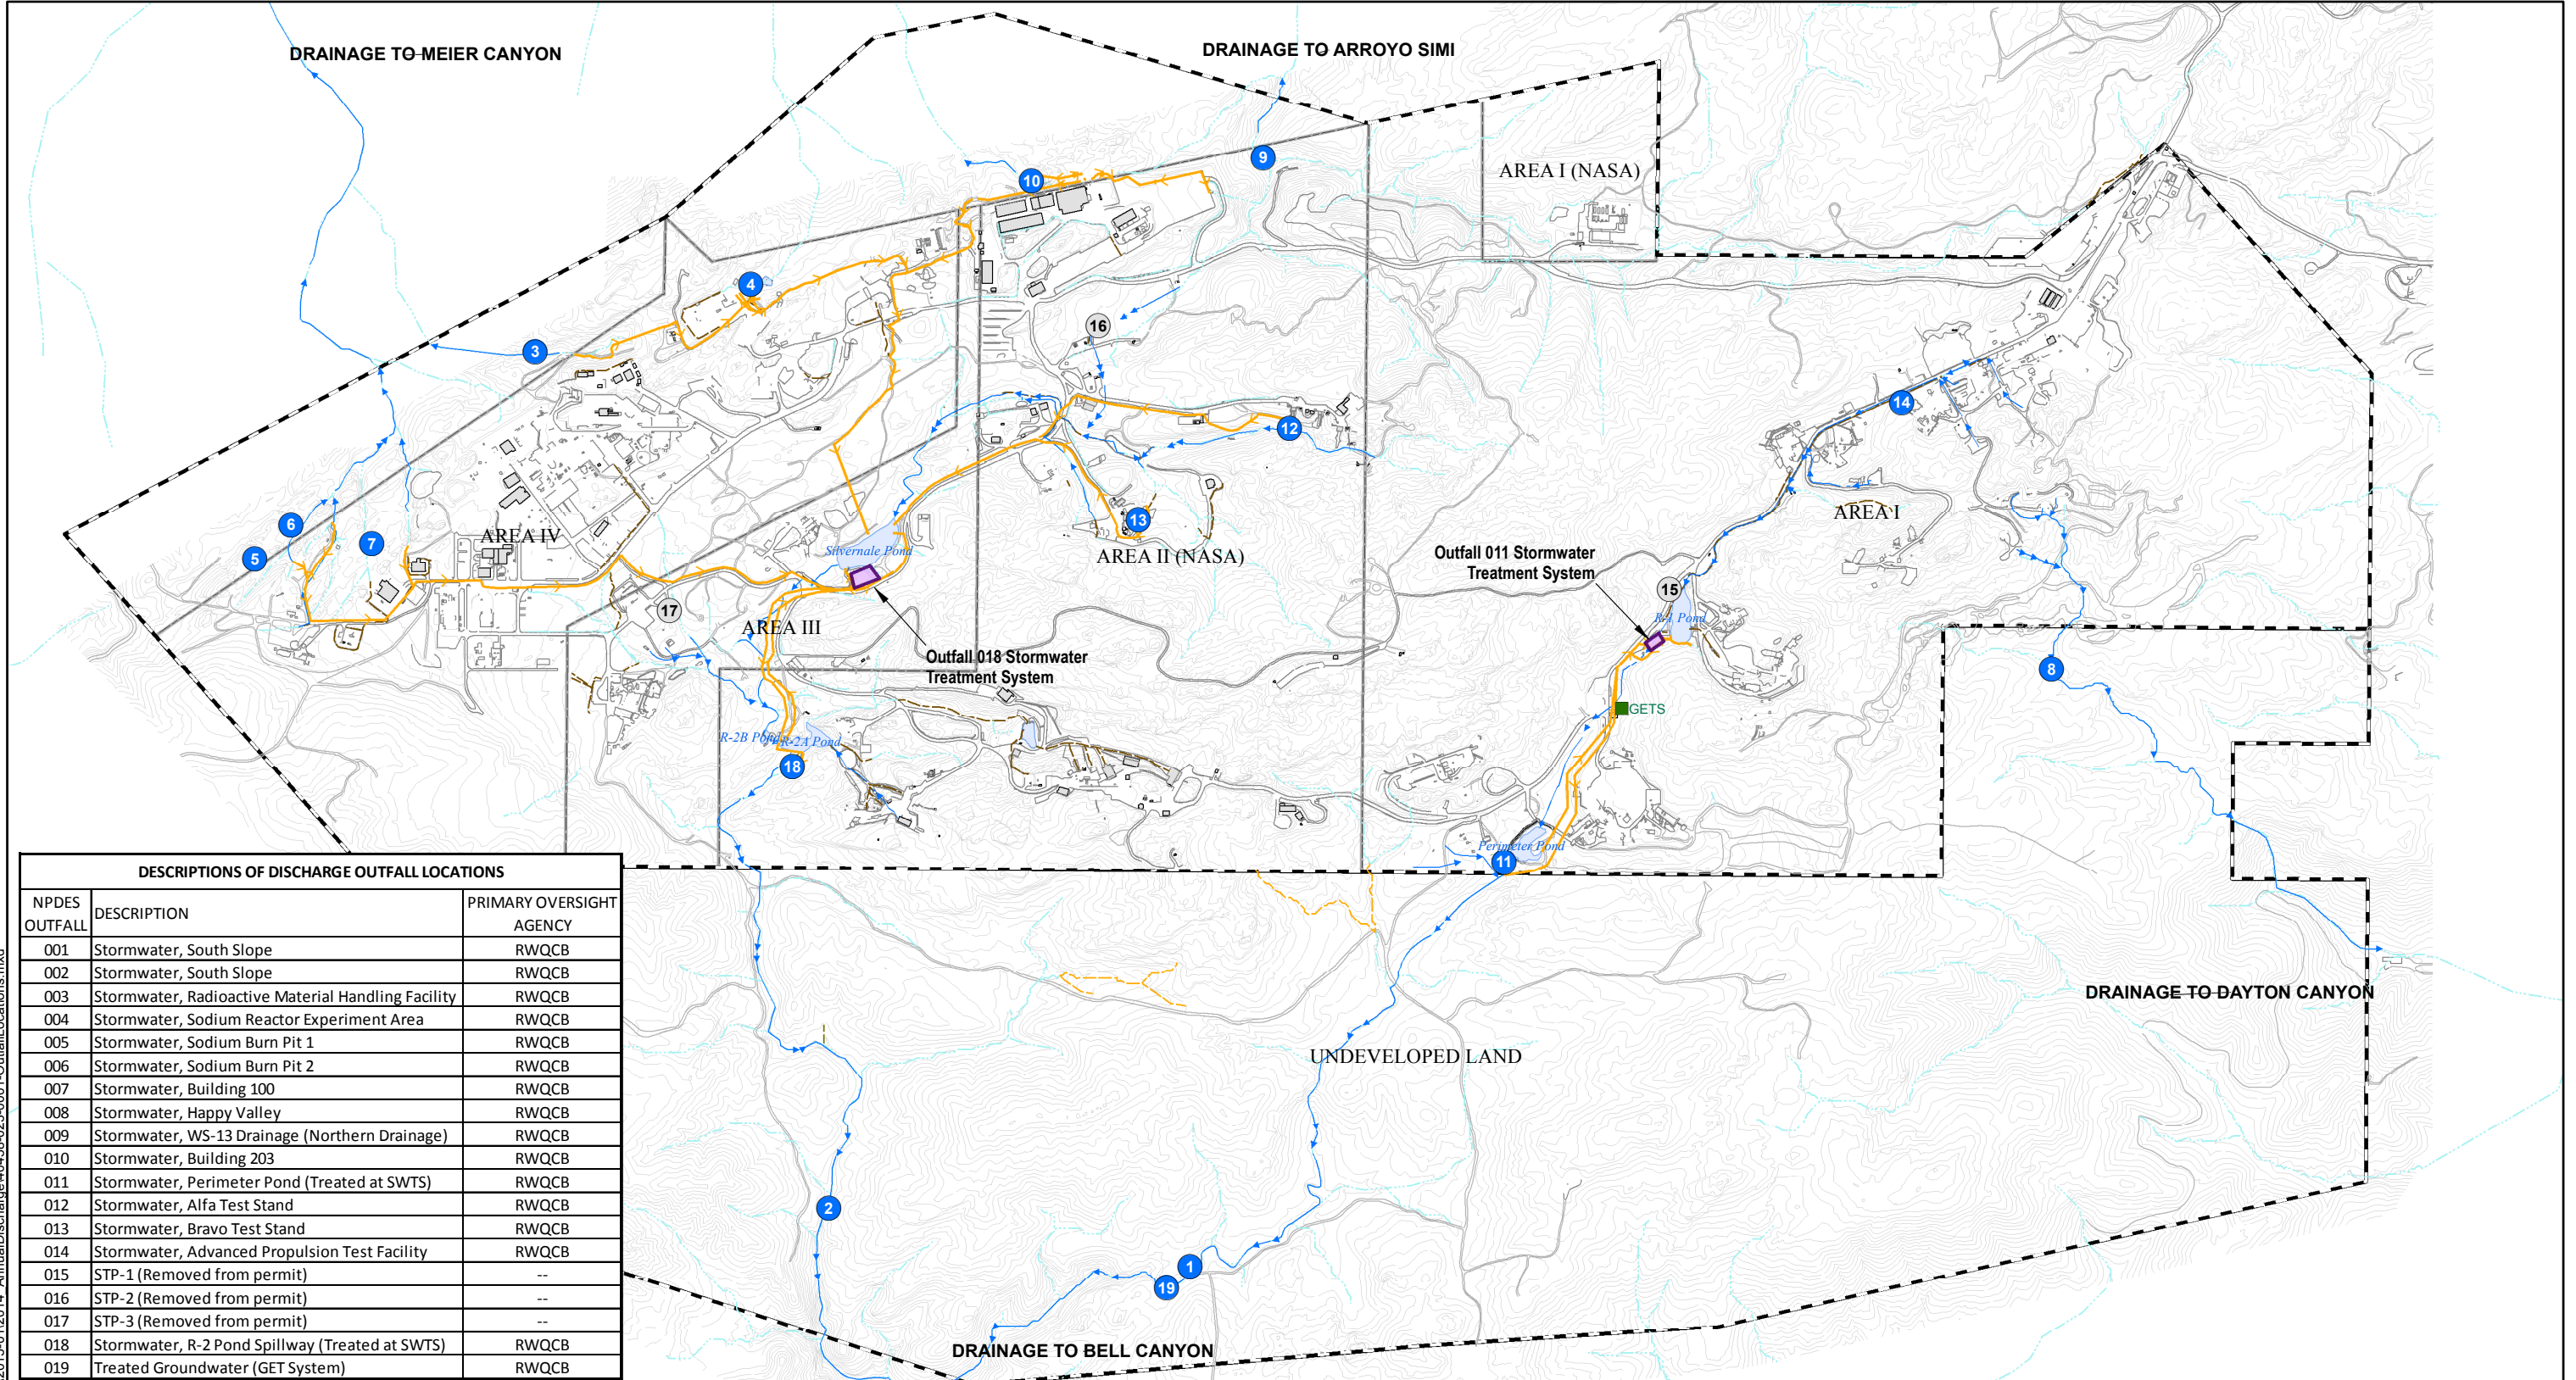 DRAINAGE TO MEIER CANYON
DRAINAGE TO ARROYO SIMI
9
AREA I (NASA)
10
4
16
3
14
12
6
13
AREA I
7
AREA IV
5
Silvernale Pond
AREA II (NASA)
Outfall 011 Stormwater
Treatment System
15
R-1 Pond
17
AREA III
Outfall 018 Stormwater
Treatment System
8
GETS
R-2B Pond
R-2A Pond
18
Perimeter Pond
11
DESCRIPTIONS OF DISCHARGE OUTFALL LOCATIONS
NPDES OUTFALL DESCRIPTION PRIMARY OVERSIGHT AGENCY
001 Stormwater, South Slope RWQCB
002 Stormwater, South Slope RWQCB
003 Stormwater, Radioactive Material Handling Facility RWQCB
004 Stormwater, Sodium Reactor Experiment Area RWQCB
005 Stormwater, Sodium Burn Pit 1 RWQCB
006 Stormwater, Sodium Burn Pit 2 RWQCB
007 Stormwater, Building 100 RWQCB
008 Stormwater, Happy Valley RWQCB
009 Stormwater, WS-13 Drainage (Northern Drainage) RWQCB
010 Stormwater, Building 203 RWQCB
011 Stormwater, Perimeter Pond (Treated at SWTS) RWQCB
012 Stormwater, Alfa Test Stand RWQCB
013 Stormwater, Bravo Test Stand RWQCB
014 Stormwater, Advanced Propulsion Test Facility RWQCB
015 STP-1 (Removed from permit) --
016 STP-2 (Removed from permit) --
017 STP-3 (Removed from permit) --
018 Stormwater, R-2 Pond Spillway (Treated at SWTS) RWQCB
019 Treated Groundwater (GET System) RWQCB
DRAINAGE TO DAYTON CANYON
UNDEVELOPED LAND
2
1
19
DRAINAGE TO BELL CANYON